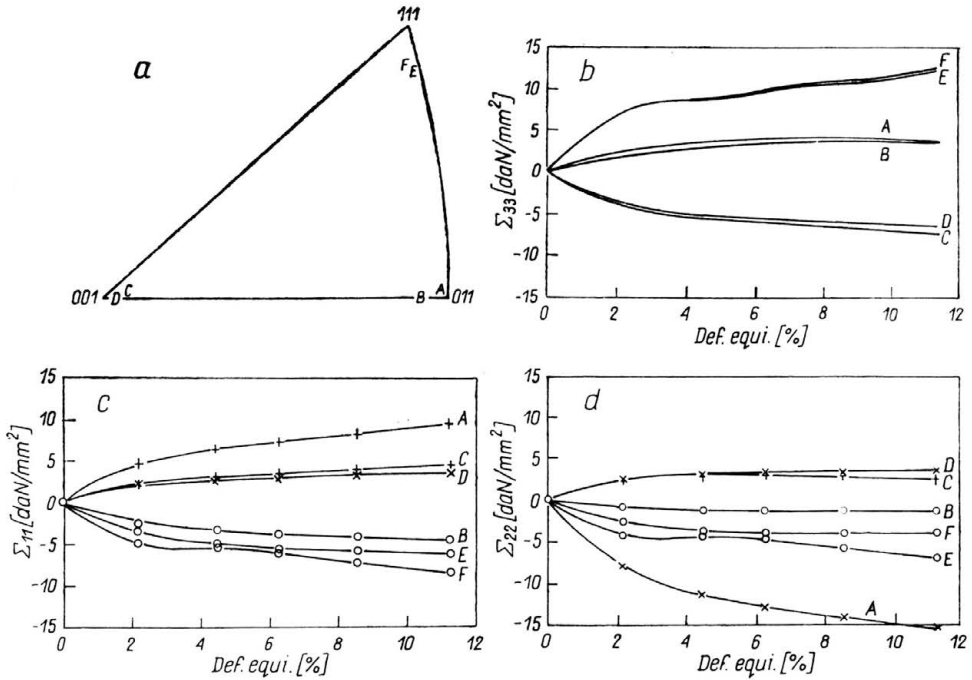 a
111
F E
001 D C B A 011
b
Σ33 [daN/mm²]
15
10
5
0
-5
-10
-15
F
E
A
B
D
C
0 2 4 6 8 10 12
Def. equi. [%]
c
Σ11 [daN/mm²]
15
10
5
0
-5
-10
-15
A
C
D
B
E
F
0 2 4 6 8 10 12
Def. equi. [%]
d
Σ22 [daN/mm²]
15
10
5
0
-5
-10
-15
D
C
B
F
E
A
0 2 4 6 8 10 12
Def. equi. [%]